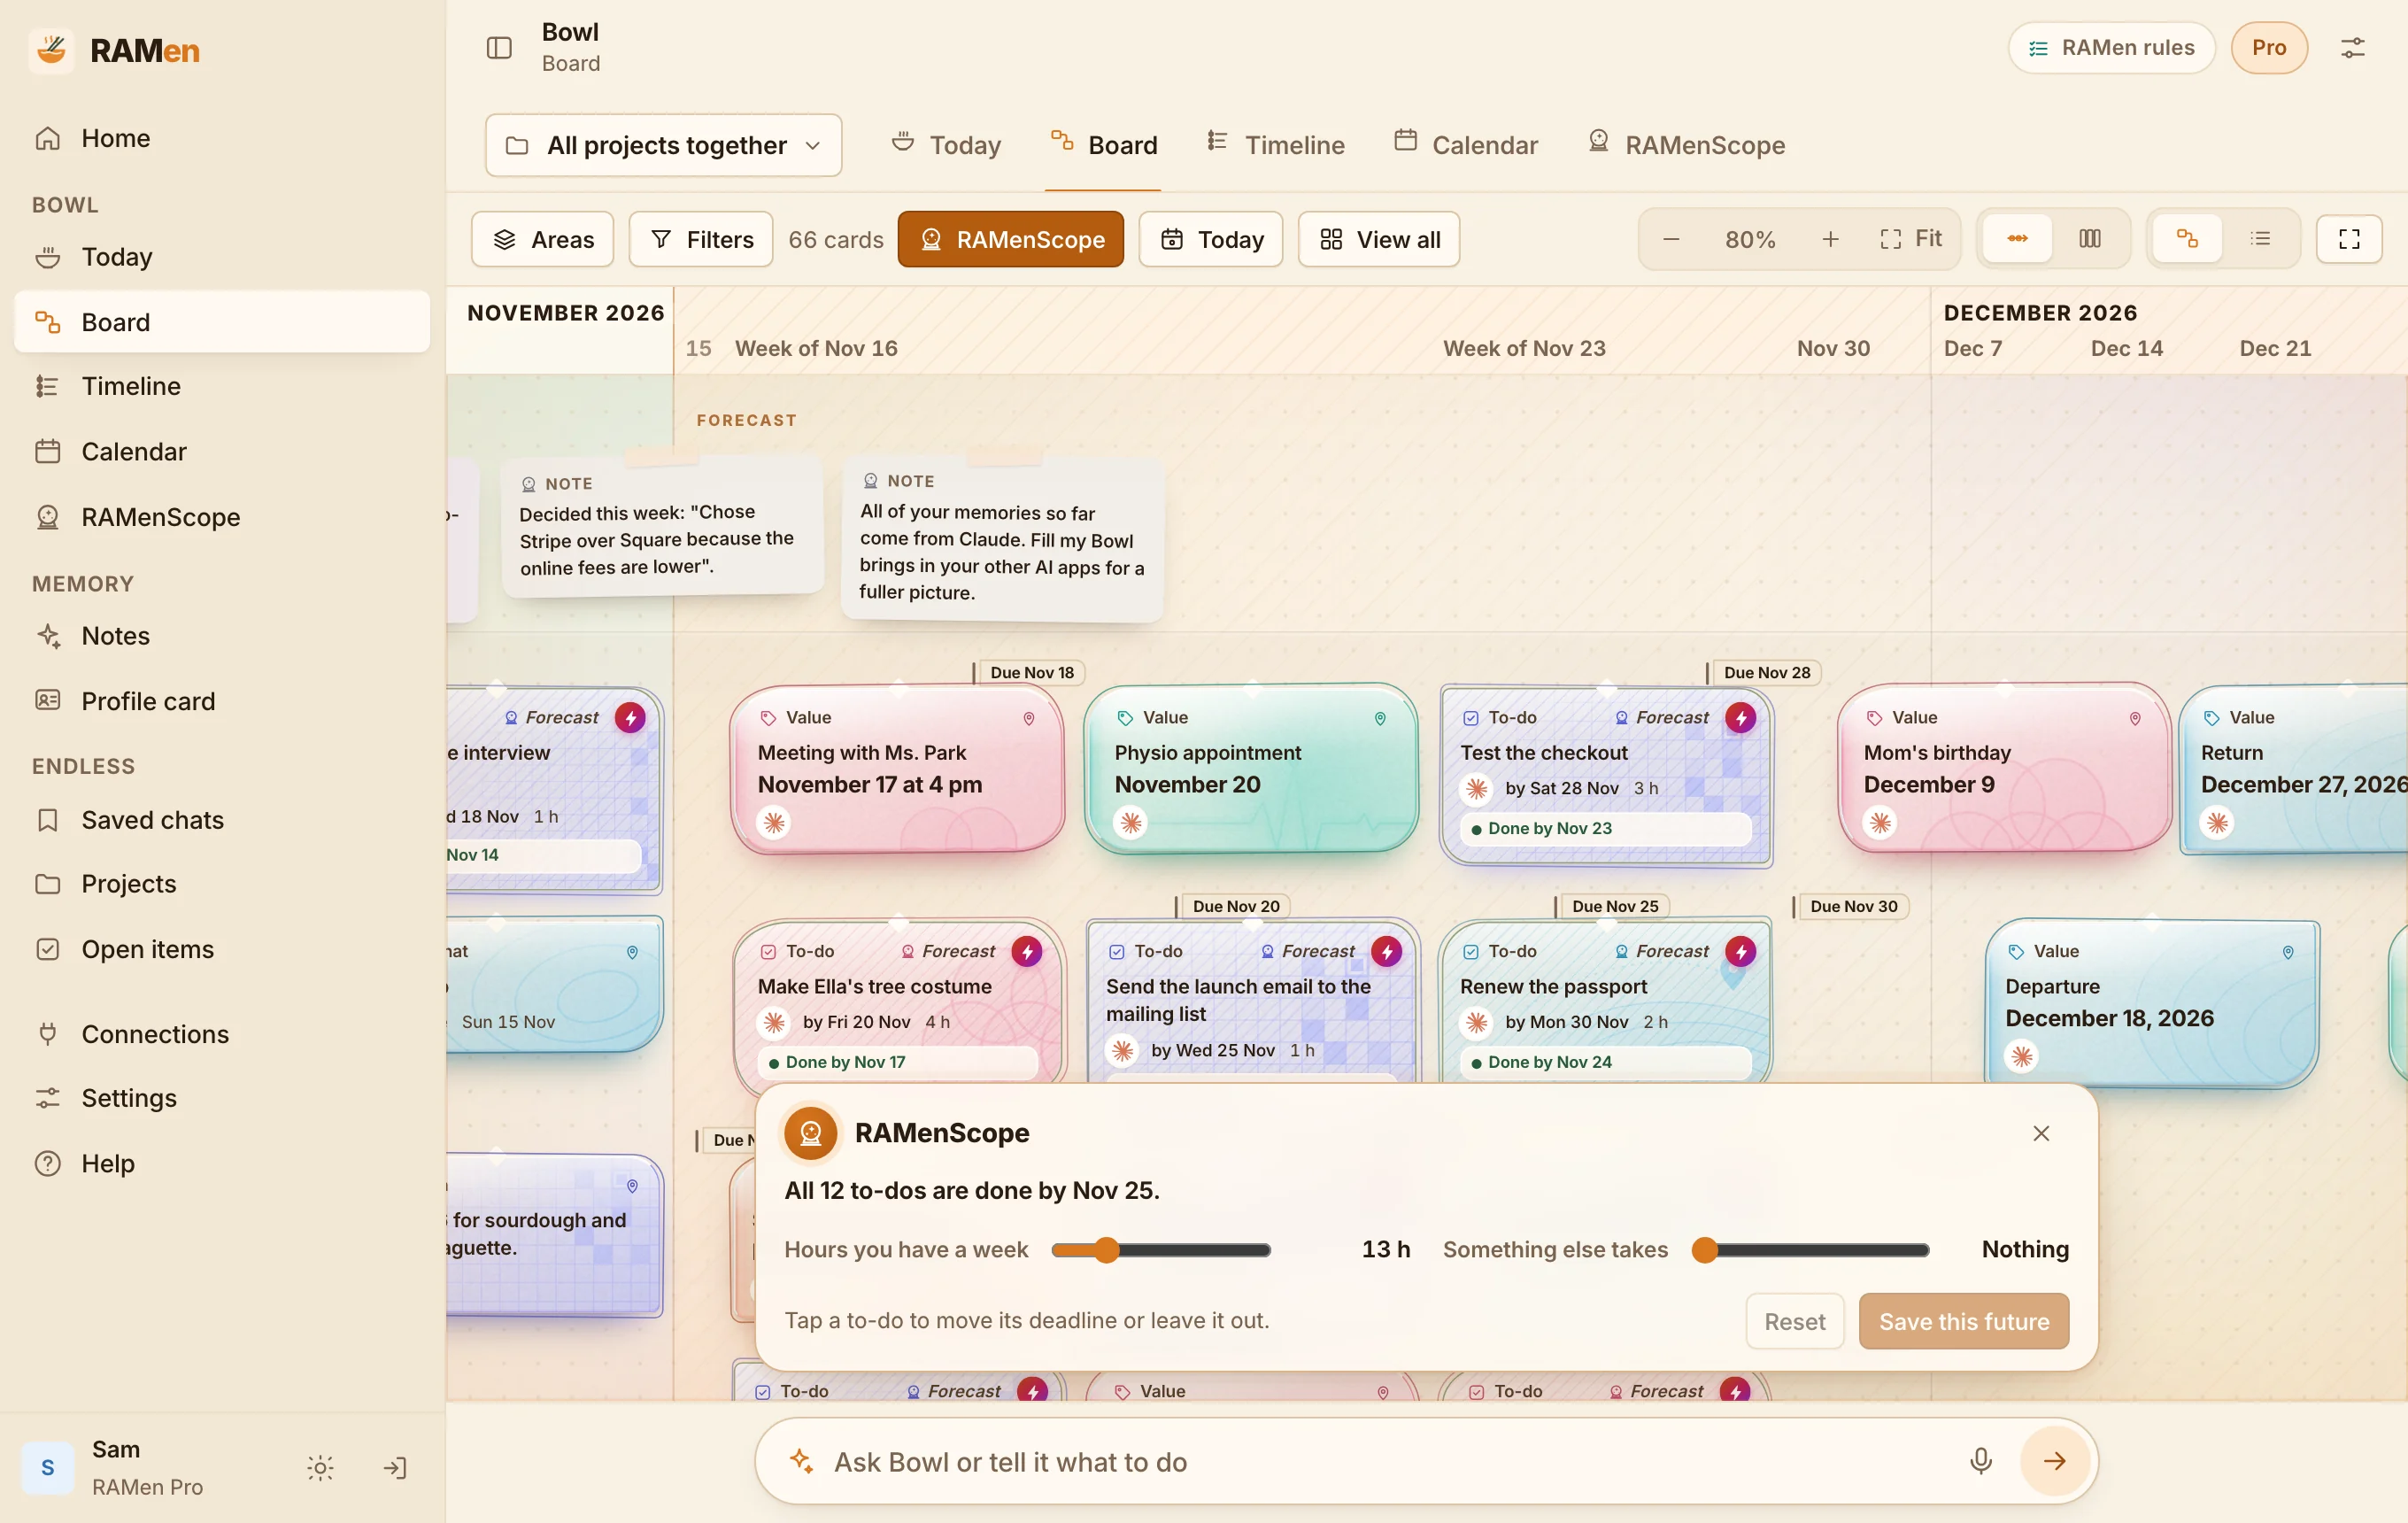 RAMen
Home
BOWL
Today
Board
Timeline
Calendar
RAMenScope
MEMORY
Notes
Profile card
ENDLESS
Saved chats
Projects
Open items
Connections
Settings
Help
S
Sam
RAMen Pro
Bowl
Board
RAMen rules
Pro
All projects together
Today
Board
Timeline
Calendar
RAMenScope
Areas
Filters
66 cards
RAMenScope
Today
View all
80%
Fit
NOVEMBER 2026
DECEMBER 2026
15
Week of Nov 16
Week of Nov 23
Nov 30
Dec 7
Dec 14
Dec 21
FORECAST
NOTE
Decided this week: "Chose
Stripe over Square because the
online fees are lower".
NOTE
All of your memories so far
come from Claude. Fill my Bowl
brings in your other AI apps for a
fuller picture.
Forecast
interview
18 Nov 1 h
Nov 14
Due Nov 18
Value
Meeting with Ms. Park
November 17 at 4 pm
Value
Physio appointment
November 20
Due Nov 28
To-do
Forecast
Test the checkout
by Sat 28 Nov 3 h
Done by Nov 23
Value
Mom's birthday
December 9
Value
Return
December 27, 2026
Sun 15 Nov
To-do
Forecast
Make Ella's tree costume
by Fri 20 Nov 4 h
Done by Nov 17
Due Nov 20
To-do
Forecast
Send the launch email to the
mailing list
by Wed 25 Nov 1 h
Due Nov 25
To-do
Forecast
Renew the passport
by Mon 30 Nov 2 h
Done by Nov 24
Due Nov 30
Value
Departure
December 18, 2026
for sourdough and
Due
RAMenScope
All 12 to-dos are done by Nov 25.
Hours you have a week
13 h
Something else takes
Nothing
Tap a to-do to move its deadline or leave it out.
Reset
Save this future
To-do
Forecast
Value
To-do
Forecast
Ask Bowl or tell it what to do